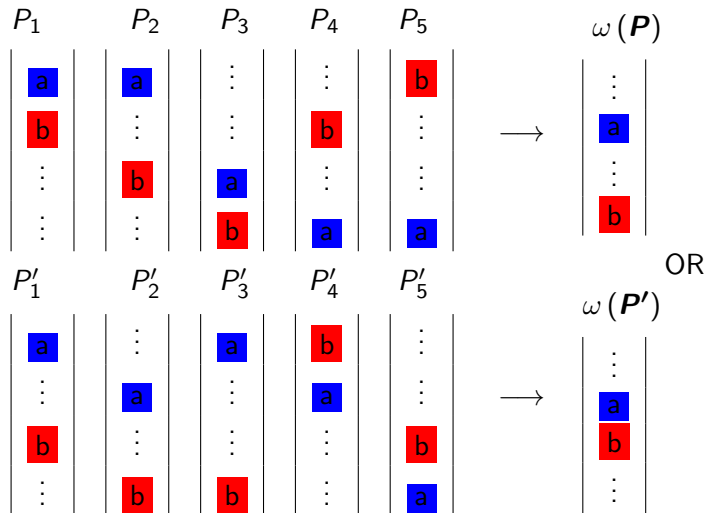 P₁ P₂ P₃ P₄ P₅ ω (P)
a a ⋮ ⋮ b ⋮
b ⋮ ⋮ b ⋮ → a
⋮ b a ⋮ ⋮ ⋮
⋮ ⋮ b a a b
OR
P′₁ P′₂ P′₃ P′₄ P′₅ ω (P′)
a ⋮ a b ⋮ ⋮
⋮ a ⋮ a ⋮ → a
b ⋮ ⋮ ⋮ b b
⋮ b b ⋮ a ⋮